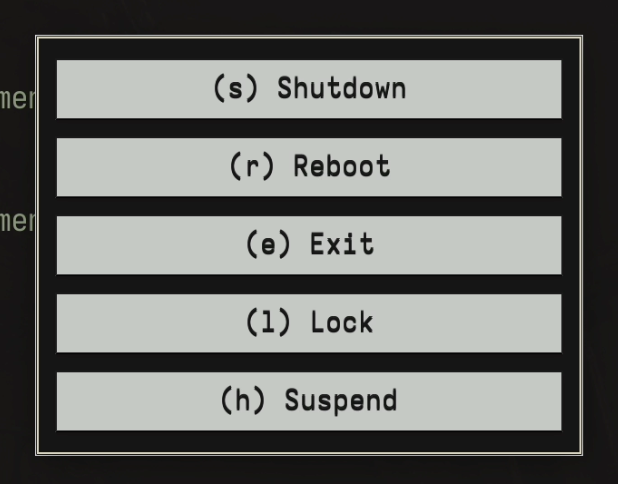 (s) Shutdown
(r) Reboot
(e) Exit
(l) Lock
(h) Suspend